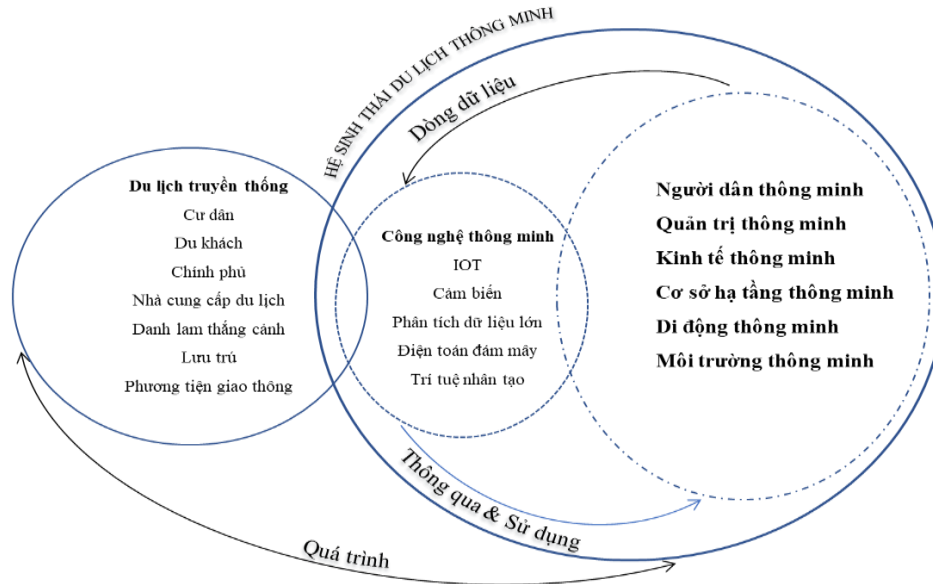 HỆ SINH THÁI DU LỊCH THÔNG MINH
Dòng dữ liệu
Du lịch truyền thống
Cư dân
Du khách
Chính phủ
Nhà cung cấp du lịch
Danh lam thắng cảnh
Lưu trú
Phương tiện giao thông
Công nghệ thông minh
IOT
Cảm biến
Phân tích dữ liệu lớn
Điện toán đám mây
Trí tuệ nhân tạo
Người dân thông minh
Quản trị thông minh
Kinh tế thông minh
Cơ sở hạ tầng thông minh
Di động thông minh
Môi trường thông minh
Thông qua & Sử dụng
Quá trình